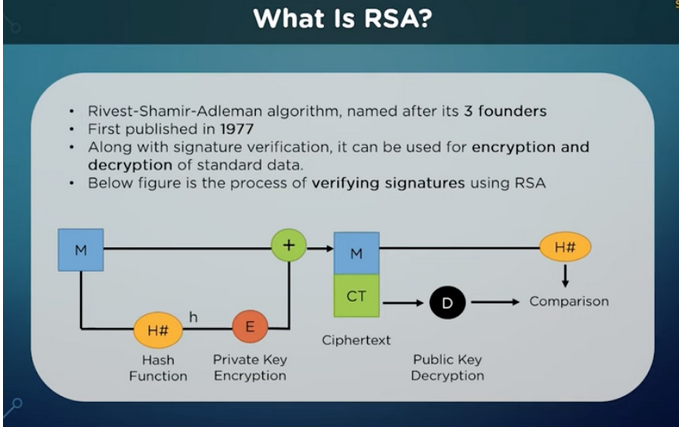 What Is RSA?
• Rivest-Shamir-Adleman algorithm, named after its 3 founders
• First published in 1977
• Along with signature verification, it can be used for encryption and
decryption of standard data.
• Below figure is the process of verifying signatures using RSA
M
+
M
H#
CT
D
Comparison
H#
h
E
Ciphertext
Hash
Function
Private Key
Encryption
Public Key
Decryption